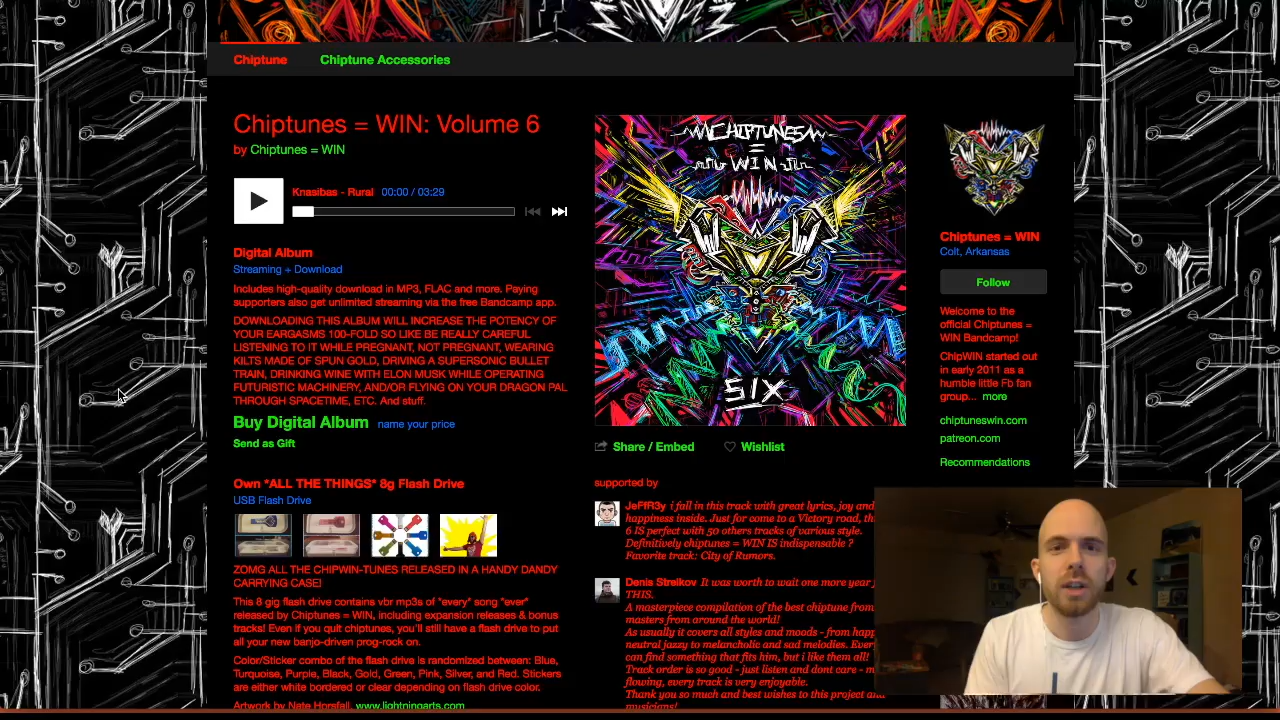 Chiptune
Chiptune Accessories
Chiptunes = WIN: Volume 6
by Chiptunes = WIN
Knasibas - Rural 00:00 / 03:29
Digital Album
Streaming + Download
Includes high-quality download in MP3, FLAC and more. Paying
supporters also get unlimited streaming via the free Bandcamp app.
DOWNLOADING THIS ALBUM WILL INCREASE THE POTENCY OF
YOUR EARGASMS 100-FOLD SO LIKE BE REALLY CAREFUL
LISTENING TO IT WHILE PREGNANT, NOT PREGNANT, WEARING
KILTS MADE OF SPUN GOLD, DRIVING A SUPERSONIC BULLET
TRAIN, DRINKING WINE WITH ELON MUSK WHILE OPERATING
FUTURISTIC MACHINERY, AND/OR FLYING ON YOUR DRAGON PAL
THROUGH SPACETIME, ETC. And stuff.
Buy Digital Album name your price
Send as Gift
Own *ALL THE THINGS* 8g Flash Drive
USB Flash Drive
ZOMG ALL THE CHIPWIN-TUNES RELEASED IN A HANDY DANDY
CARRYING CASE!
This 8 gig flash drive contains vbr mp3s of *every* song *ever*
released by Chiptunes = WIN, including expansion releases & bonus
tracks! Even if you quit chiptunes, you'll still have a flash drive to put
all your new banjo-driven prog-rock on.
Color/Sticker combo of the flash drive is randomized between: Blue,
Turquoise, Purple, Black, Gold, Green, Pink, Silver, and Red. Stickers
are either white bordered or clear depending on flash drive color.
Artwork by Nate Horsfall, www.lightningarts.com
CHIPTUNES
=
WIN
SIX
Share / Embed
Wishlist
supported by
JeFfR3y i fall in this track with great lyrics, joy and
happiness inside. Just for come to a Victory road, th
6 IS perfect with 50 others tracks of various style.
Definitively chiptunes = WIN IS indispensable ?
Favorite track: City of Rumors.
Denis Strelkov It was worth to wait one more year
THIS.
A masterpiece compilation of the best chiptune from
masters from around the world!
As usually it covers all styles and moods - from happ
neutral jazzy to melancholic and sad melodies. Ever
can find something that fits him, but i like them all!
Track order is so good - just listen and dont care - m
flowing, every track is very enjoyable.
Thank you so much and best wishes to this project and
musicians!
Chiptunes = WIN
Colt, Arkansas
Follow
Welcome to the
official Chiptunes =
WIN Bandcamp!
ChipWIN started out
in early 2011 as a
humble little Fb fan
group... more
chiptuneswin.com
patreon.com
Recommendations